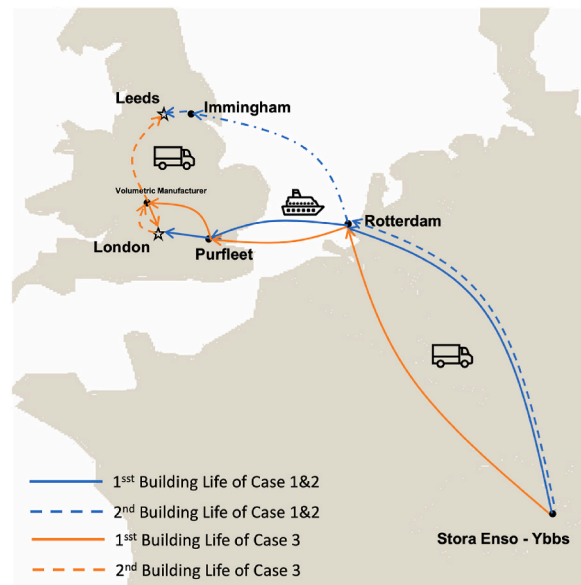 Leeds
Immingham
Volumetric Manufacturer
Rotterdam
London
Purfleet
1sst Building Life of Case 1&2
2nd Building Life of Case 1&2
Stora Enso - Ybbs
1sst Building Life of Case 3
2nd Building Life of Case 3